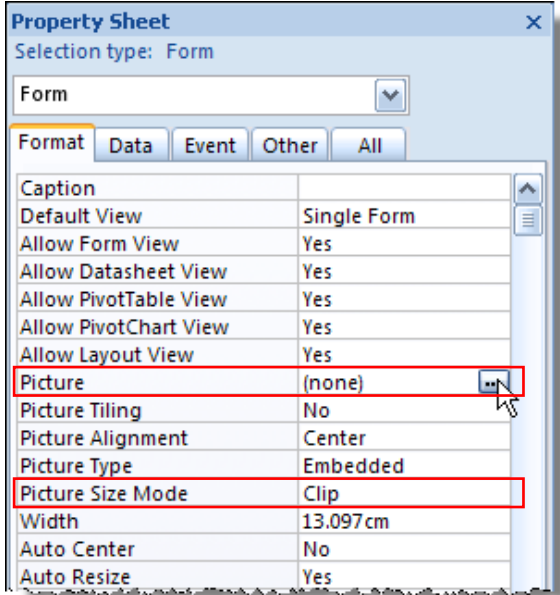 Property Sheet
Selection type: Form
Form
Format Data Event Other All
Caption
Default View Single Form
Allow Form View Yes
Allow Datasheet View Yes
Allow PivotTable View Yes
Allow PivotChart View Yes
Allow Layout View Yes
Picture (none)
Picture Tiling No
Picture Alignment Center
Picture Type Embedded
Picture Size Mode Clip
Width 13.097cm
Auto Center No
Auto Resize Yes